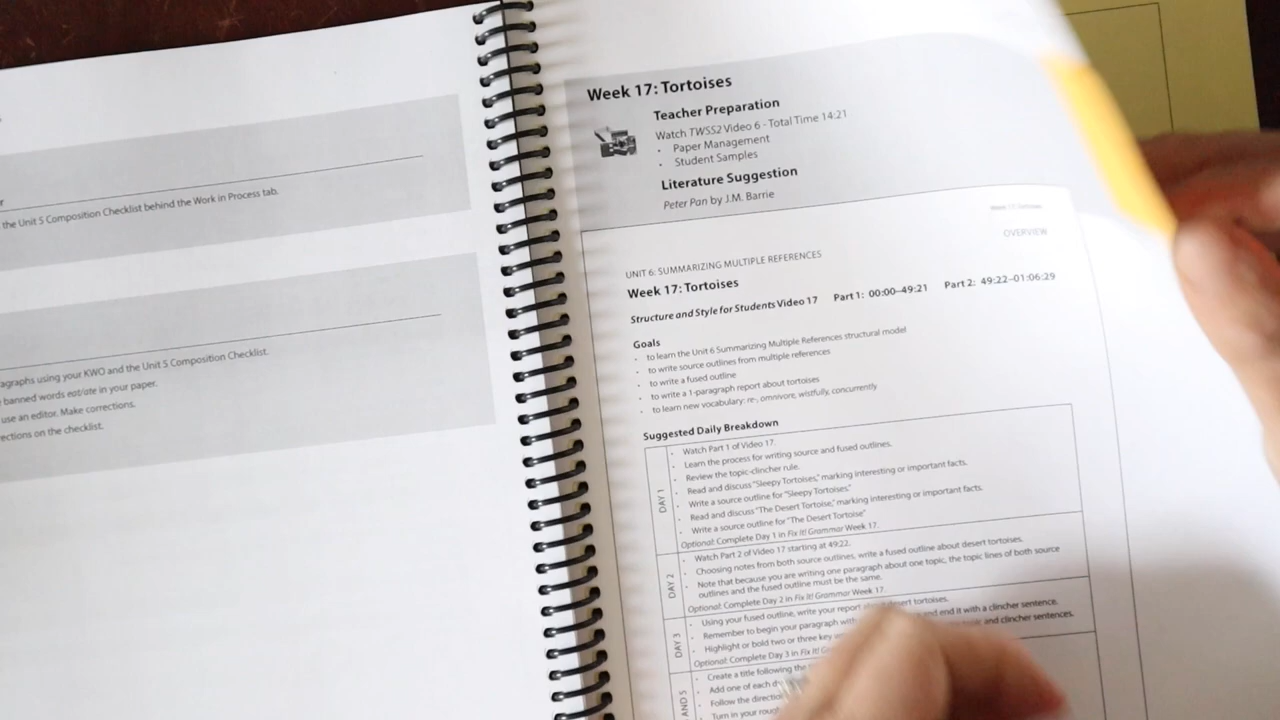 r
the Unit 5 Composition Checklist behind the Work in Process tab.
agraphs using your KWO and the Unit 5 Composition Checklist.
banned words eat/ate in your paper.
use an editor. Make corrections.
ections on the checklist.
Week 17: Tortoises
Teacher Preparation
Watch TWSS2 Video 6 - Total Time 14:21
• Paper Management
• Student Samples
Literature Suggestion
Peter Pan by J.M. Barrie
Week 17: Tortoises
OVERVIEW
UNIT 6: SUMMARIZING MULTIPLE REFERENCES
Week 17: Tortoises
Structure and Style for Students Video 17 Part 1: 00:00–49:21 Part 2: 49:22–01:06:29
Goals
• to learn the Unit 6 Summarizing Multiple References structural model
• to write source outlines from multiple references
• to write a fused outline
• to write a 1-paragraph report about tortoises
• to learn new vocabulary: re-, omnivore, wistfully, concurrently
Suggested Daily Breakdown
DAY 1
• Watch Part 1 of Video 17.
• Learn the process for writing source and fused outlines.
• Review the topic-clincher rule.
• Read and discuss "Sleepy Tortoises," marking interesting or important facts.
• Write a source outline for "Sleepy Tortoises."
• Read and discuss "The Desert Tortoise," marking interesting or important facts.
• Write a source outline for "The Desert Tortoise"
Optional: Complete Day 1 in Fix It! Grammar Week 17.
DAY 2
• Watch Part 2 of Video 17 starting at 49:22.
• Choosing notes from both source outlines, write a fused outline about desert tortoises.
• Note that because you are writing one paragraph about one topic, the topic lines of both source
outlines and the fused outline must be the same.
Optional: Complete Day 2 in Fix It! Grammar Week 17.
DAY 3
• Using your fused outline, write your report desert tortoises.
• Remember to begin your paragraph with and end it with a clincher sentence.
• Highlight or bold two or three key and clincher sentences.
Optional: Complete Day 3 in Fix It!
AND 5
• Create a title following the
• Add one of each
• Follow the
• Turn in your